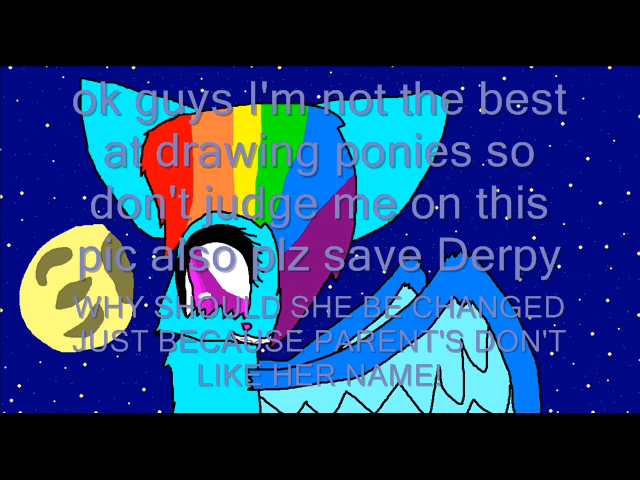 ok guys I'm not the best
at drawing ponies so
don't judge me on this
pic also plz save Derpy
WHY SHOULD SHE BE CHANGED
JUST BECAUSE PARENT'S DON'T
LIKE HER NAME!